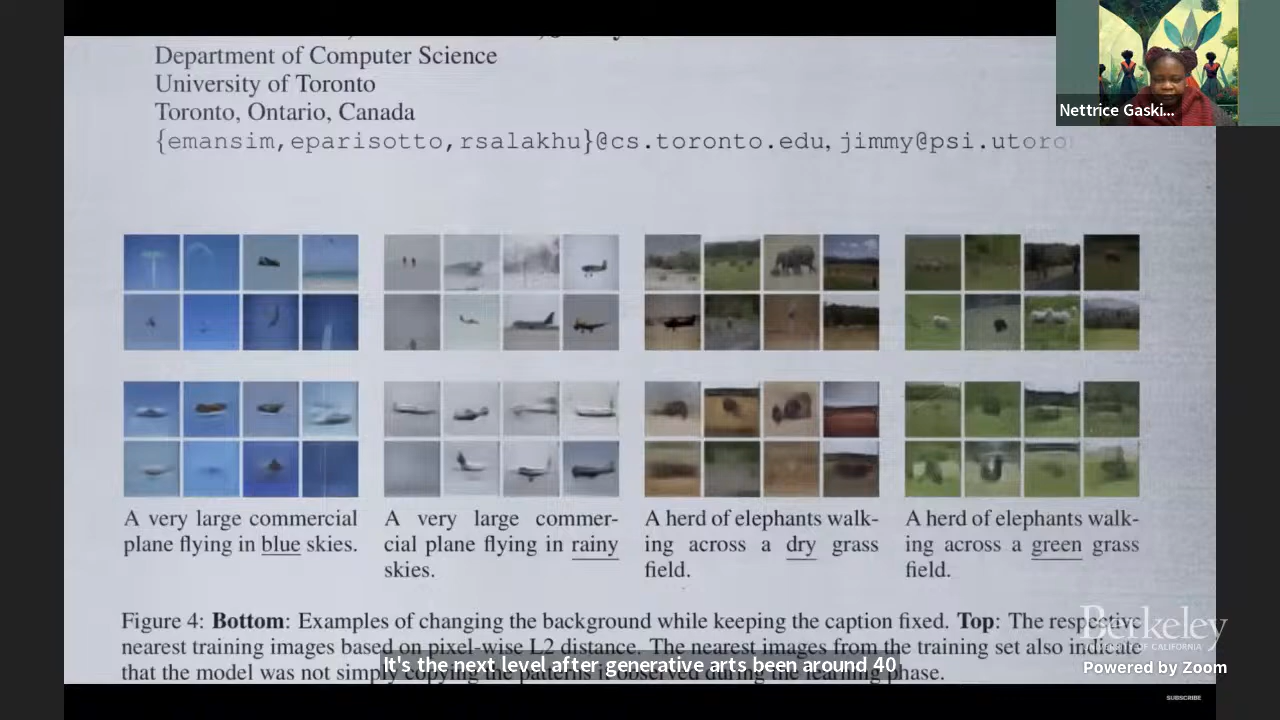 Department of Computer Science
University of Toronto
Toronto, Ontario, Canada
{emansim,eparisotto,rsalakhu}@cs.toronto.edu, jimmy@psi.utoro
Nettrice Gaski...
A very large commercial
plane flying in blue skies.
A very large commer-
cial plane flying in rainy
skies.
A herd of elephants walk-
ing across a dry grass
field.
A herd of elephants walk-
ing across a green grass
field.
Figure 4: Bottom: Examples of changing the background while keeping the caption fixed. Top: The respective
nearest training images based on pixel-wise L2 distance. The nearest images from the training set also indicate
that the model was not simply copying the patterns it observed during the learning phase.
It's the next level after generative arts been around 40
Berkeley
UNIVERSITY OF CALIFORNIA
Powered by Zoom
SUBSCRIBE